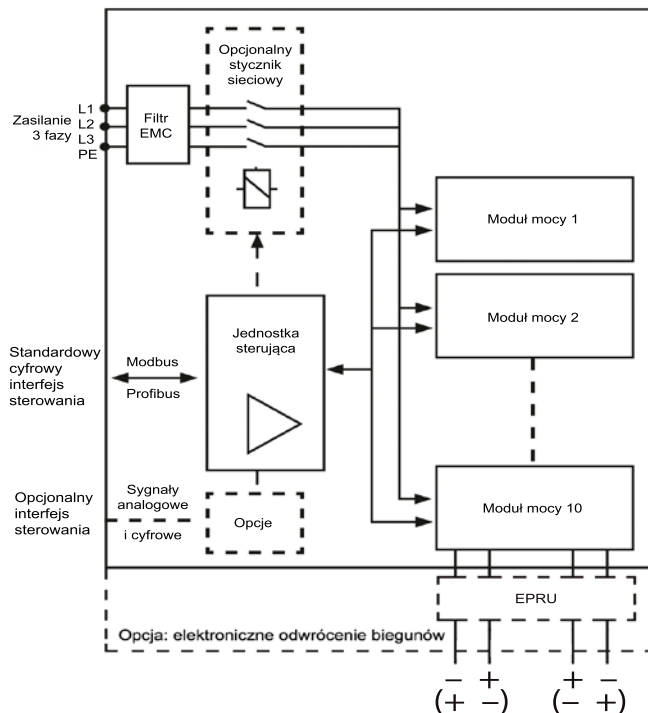 Opcjonalny
stycznik
sieciowy
Zasilanie
3 fazy
L1
L2
L3
PE
Filtr
EMC
Moduł mocy 1
Moduł mocy 2
Jednostka
sterująca
Standardowy
cyfrowy
interfejs
sterowania
Modbus
Profibus
Opcjonalny
interfejs
sterowania
Sygnały
analogowe
i cyfrowe
Opcje
Moduł mocy 10
EPRU
Opcja: elektroniczne odwrócenie biegunów
− + + −
(+ −) (− +)